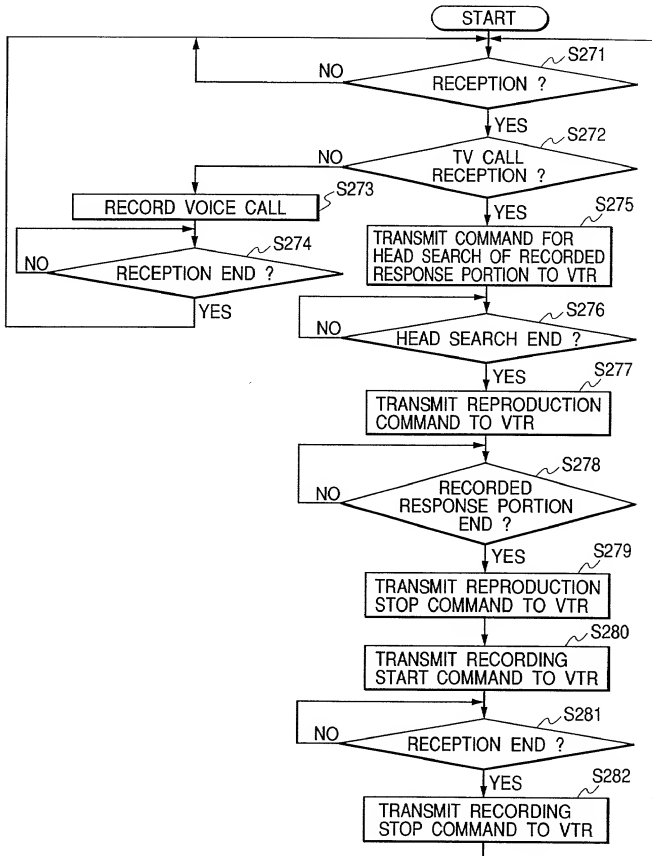 START
S271
NO
RECEPTION ?
YES
S272
NO
TV CALL
RECEPTION ?
S273
RECORD VOICE CALL
YES
S275
S274
TRANSMIT COMMAND FOR
HEAD SEARCH OF RECORDED
RESPONSE PORTION TO VTR
NO
RECEPTION END ?
YES
S276
NO
HEAD SEARCH END ?
YES
S277
TRANSMIT REPRODUCTION
COMMAND TO VTR
S278
NO
RECORDED
RESPONSE PORTION
END ?
YES
S279
TRANSMIT REPRODUCTION
STOP COMMAND TO VTR
S280
TRANSMIT RECORDING
START COMMAND TO VTR
S281
NO
RECEPTION END ?
YES
S282
TRANSMIT RECORDING
STOP COMMAND TO VTR